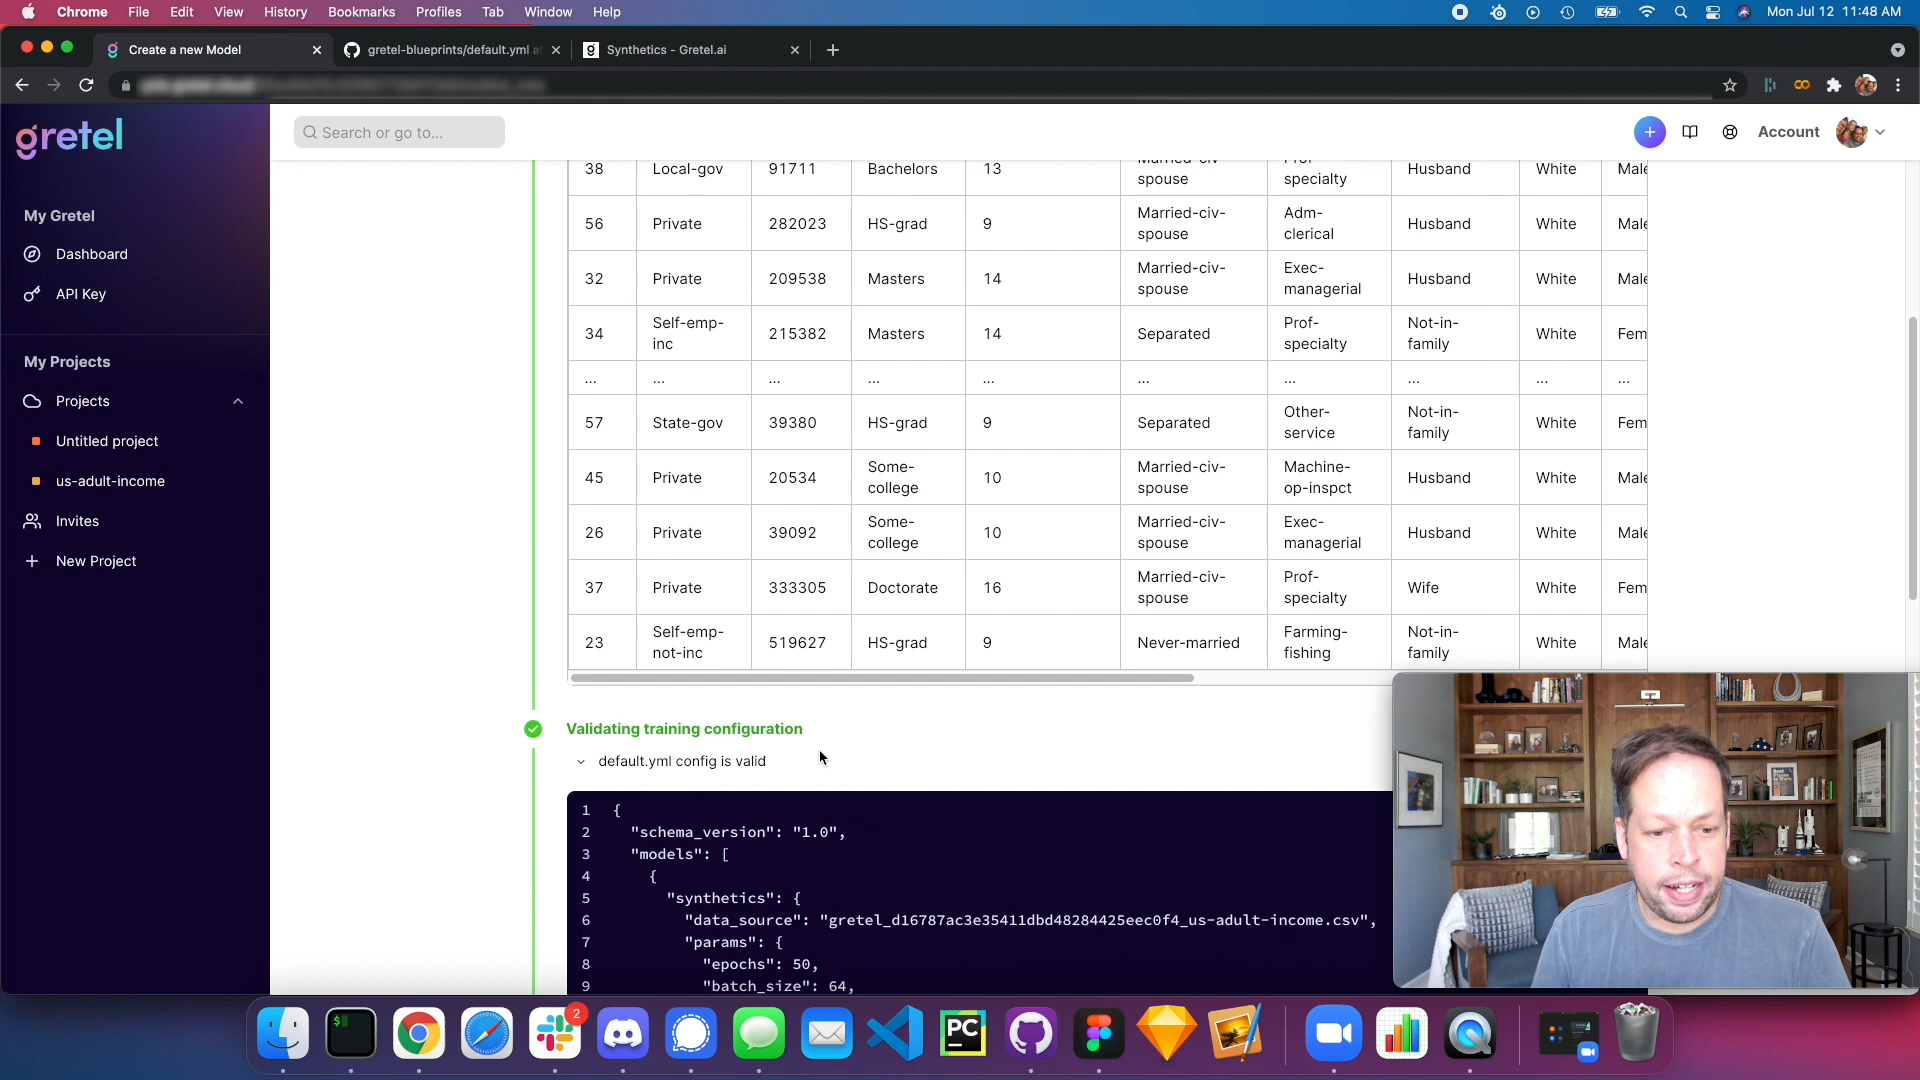 Chrome File Edit View History Bookmarks Profiles Tab Window Help Mon Jul 12 11:48 AM
Create a new Model
gretel-blueprints/default.yml a
Synthetics - Gretel.ai
gretel
Search or go to...
Account
My Gretel
Dashboard
API Key
My Projects
Projects
Untitled project
us-adult-income
Invites
New Project
38 Local-gov 91711 Bachelors 13 Married-civ-spouse Prof-specialty Husband White Male
56 Private 282023 HS-grad 9 Married-civ-spouse Adm-clerical Husband White Male
32 Private 209538 Masters 14 Married-civ-spouse Exec-managerial Husband White Male
34 Self-emp-inc 215382 Masters 14 Separated Prof-specialty Not-in-family White Fem
... ... ... ... ... ... ... ... ... ...
57 State-gov 39380 HS-grad 9 Separated Other-service Not-in-family White Fem
45 Private 20534 Some-college 10 Married-civ-spouse Machine-op-inspct Husband White Male
26 Private 39092 Some-college 10 Married-civ-spouse Exec-managerial Husband White Male
37 Private 333305 Doctorate 16 Married-civ-spouse Prof-specialty Wife White Fem
23 Self-emp-not-inc 519627 HS-grad 9 Never-married Farming-fishing Not-in-family White Male
Validating training configuration
default.yml config is valid
1 {
2 "schema_version": "1.0",
3 "models": [
4 {
5 "synthetics": {
6 "data_source": "gretel_d16787ac3e35411dbd48284425eec0f4_us-adult-income.csv",
7 "params": {
8 "epochs": 50,
9 "batch_size": 64,
2
PC